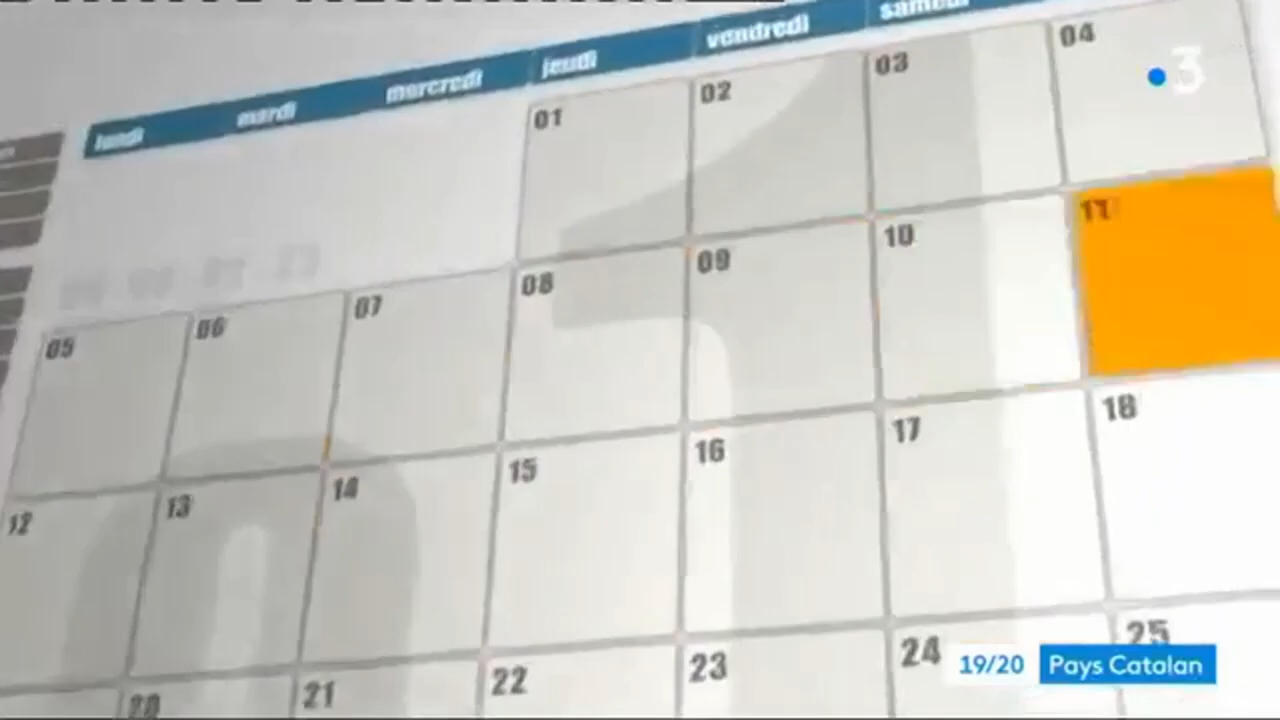 lundi mardi mercredi jeudi vendredi samedi
01 02 03 04
3
05 06 07 08 09 10 11
12 13 14 15 16 17 18
20 21 22 23 24 25
19/20 Pays Catalan